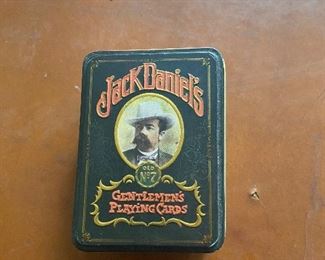 Jack Daniel's
OLD
No 7
GENTLEMEN'S
PLAYING CARDS